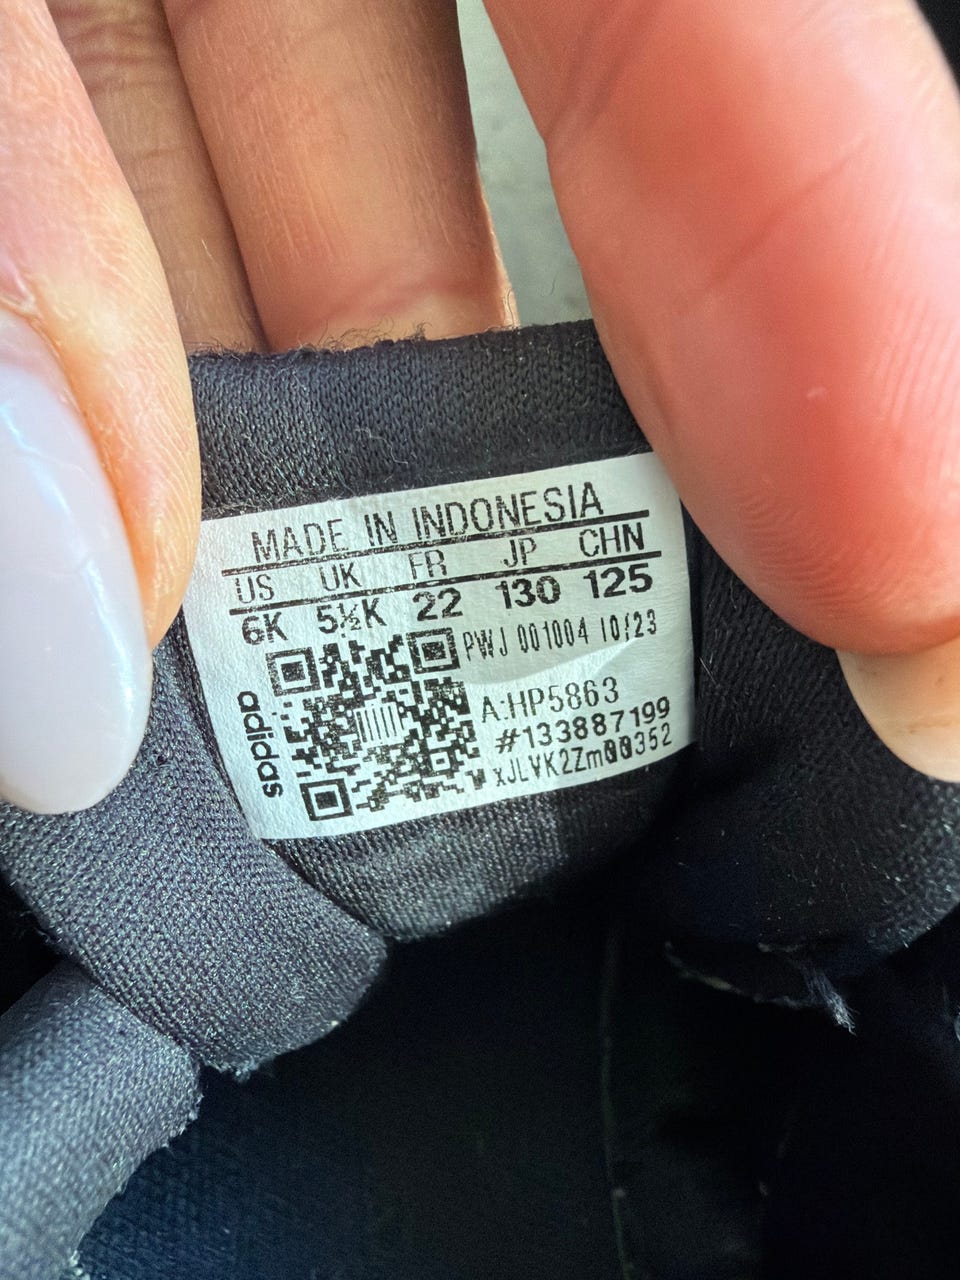 MADE IN INDONESIA
US UK FR JP CHN
6K 5½K 22 130 125
PWJ 001004 10/23
adidas
A:HP5863
#133887199
xJLVK2Zm00352